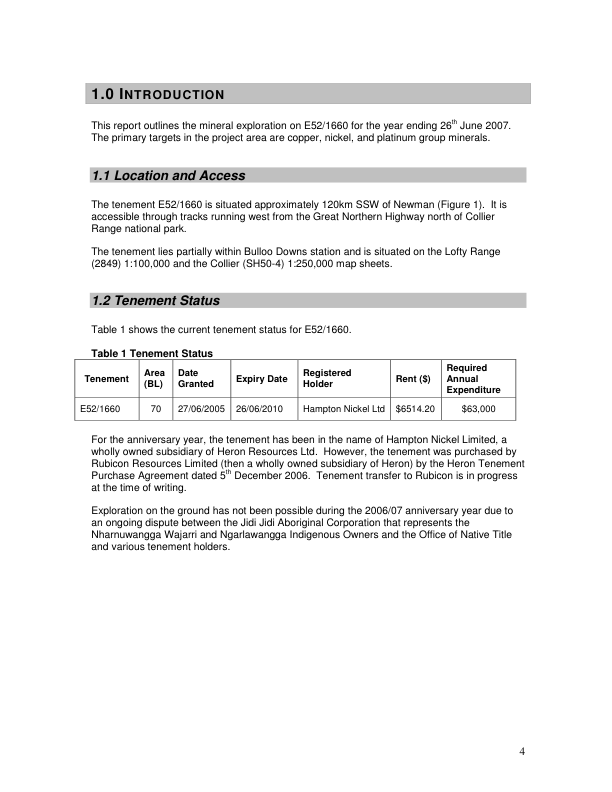 1.0 INTRODUCTION
This report outlines the mineral exploration on E52/1660 for the year ending 26th June 2007.
The primary targets in the project area are copper, nickel, and platinum group minerals.
1.1 Location and Access
The tenement E52/1660 is situated approximately 120km SSW of Newman (Figure 1). It is
accessible through tracks running west from the Great Northern Highway north of Collier
Range national park.
The tenement lies partially within Bulloo Downs station and is situated on the Lofty Range
(2849) 1:100,000 and the Collier (SH50-4) 1:250,000 map sheets.
1.2 Tenement Status
Table 1 shows the current tenement status for E52/1660.
Table 1 Tenement Status
Tenement Area (BL) Date Granted Expiry Date Registered Holder Rent ($) Required Annual Expenditure
E52/1660 70 27/06/2005 26/06/2010 Hampton Nickel Ltd $6514.20 $63,000
For the anniversary year, the tenement has been in the name of Hampton Nickel Limited, a
wholly owned subsidiary of Heron Resources Ltd. However, the tenement was purchased by
Rubicon Resources Limited (then a wholly owned subsidiary of Heron) by the Heron Tenement
Purchase Agreement dated 5th December 2006. Tenement transfer to Rubicon is in progress
at the time of writing.
Exploration on the ground has not been possible during the 2006/07 anniversary year due to
an ongoing dispute between the Jidi Jidi Aboriginal Corporation that represents the
Nharnuwangga Wajarri and Ngarlawangga Indigenous Owners and the Office of Native Title
and various tenement holders.
4